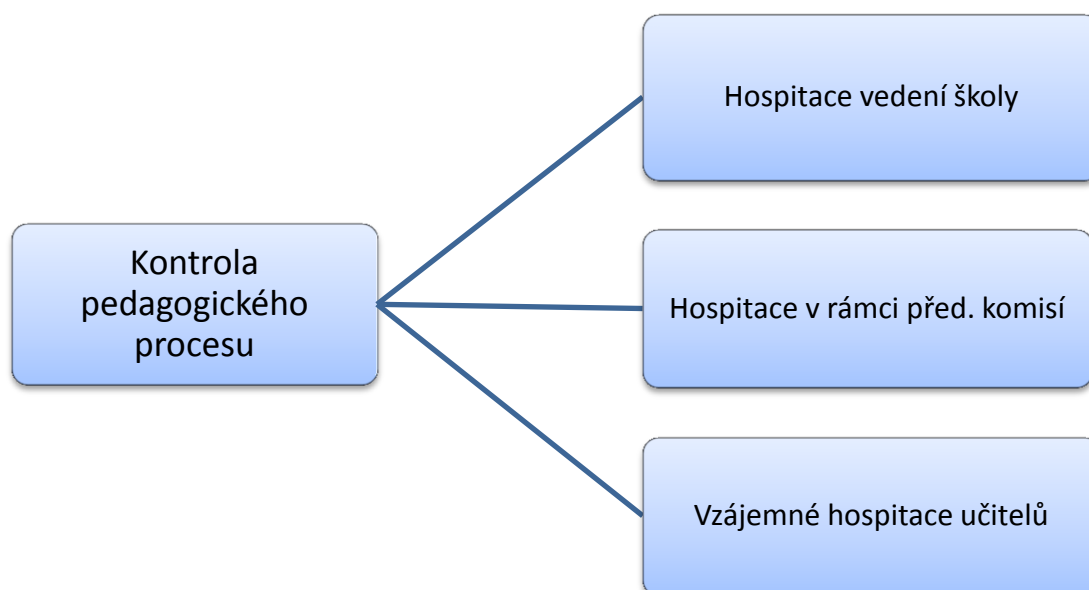 Hospitace vedení školy
Kontrola
pedagogického
procesu
Hospitace v rámci před. komisí
Vzájemné hospitace učitelů